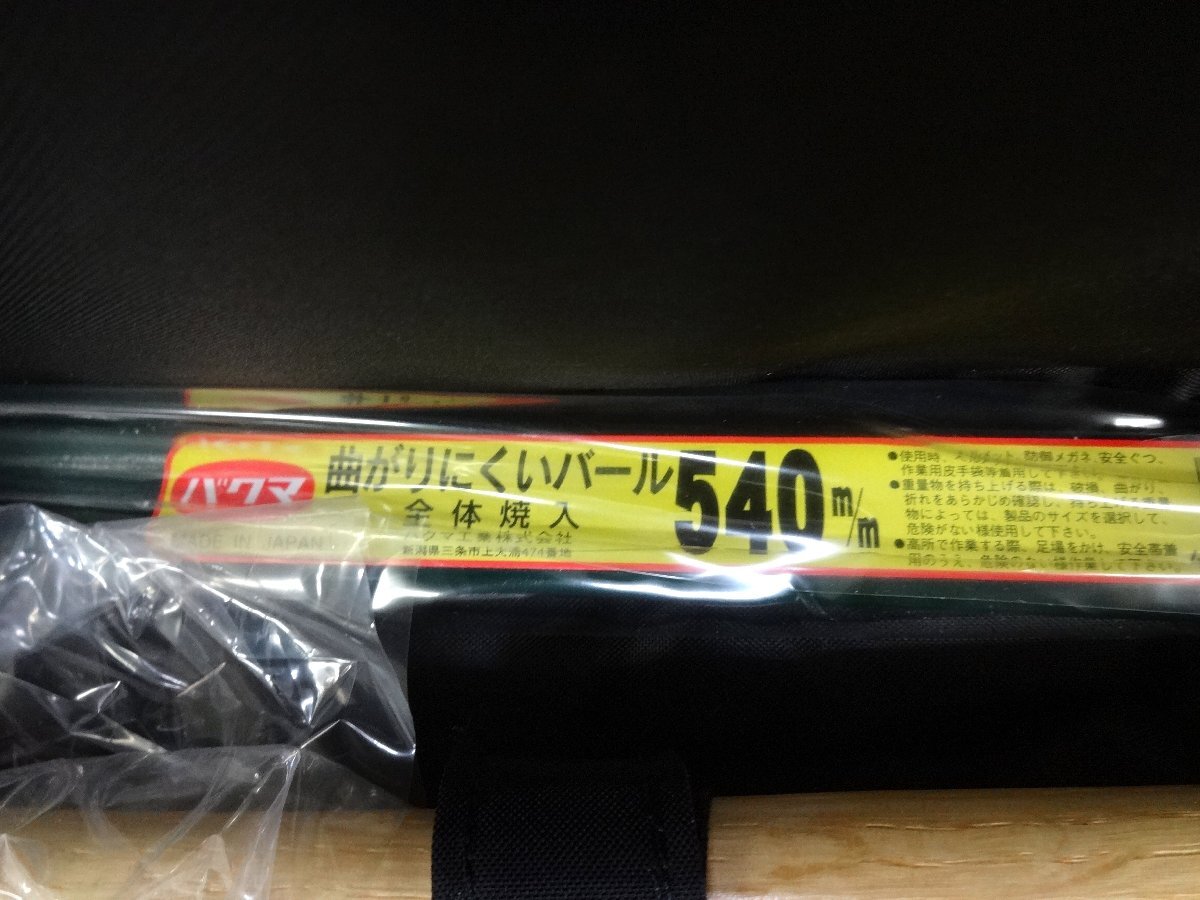 バクマ
MADE IN JAPAN
曲がりにくいバール
全体焼入
バクマ工業株式会社
新潟県三条市上大浦474番地
540m/m
●使用時、ヘルメット、防御メガネ、安全ぐつ、
作業用皮手袋等着用して下さい。
●重量物を持ち上げる際は、破損、曲がり、
折れをあらかじめ確認し、持ち上る重量
物によっては、製品のサイズを選択して、
危険がない様使用して下さい。
●高所で作業する際、足場をかけ、安全
用のうえ、危険のない様作業して下さい